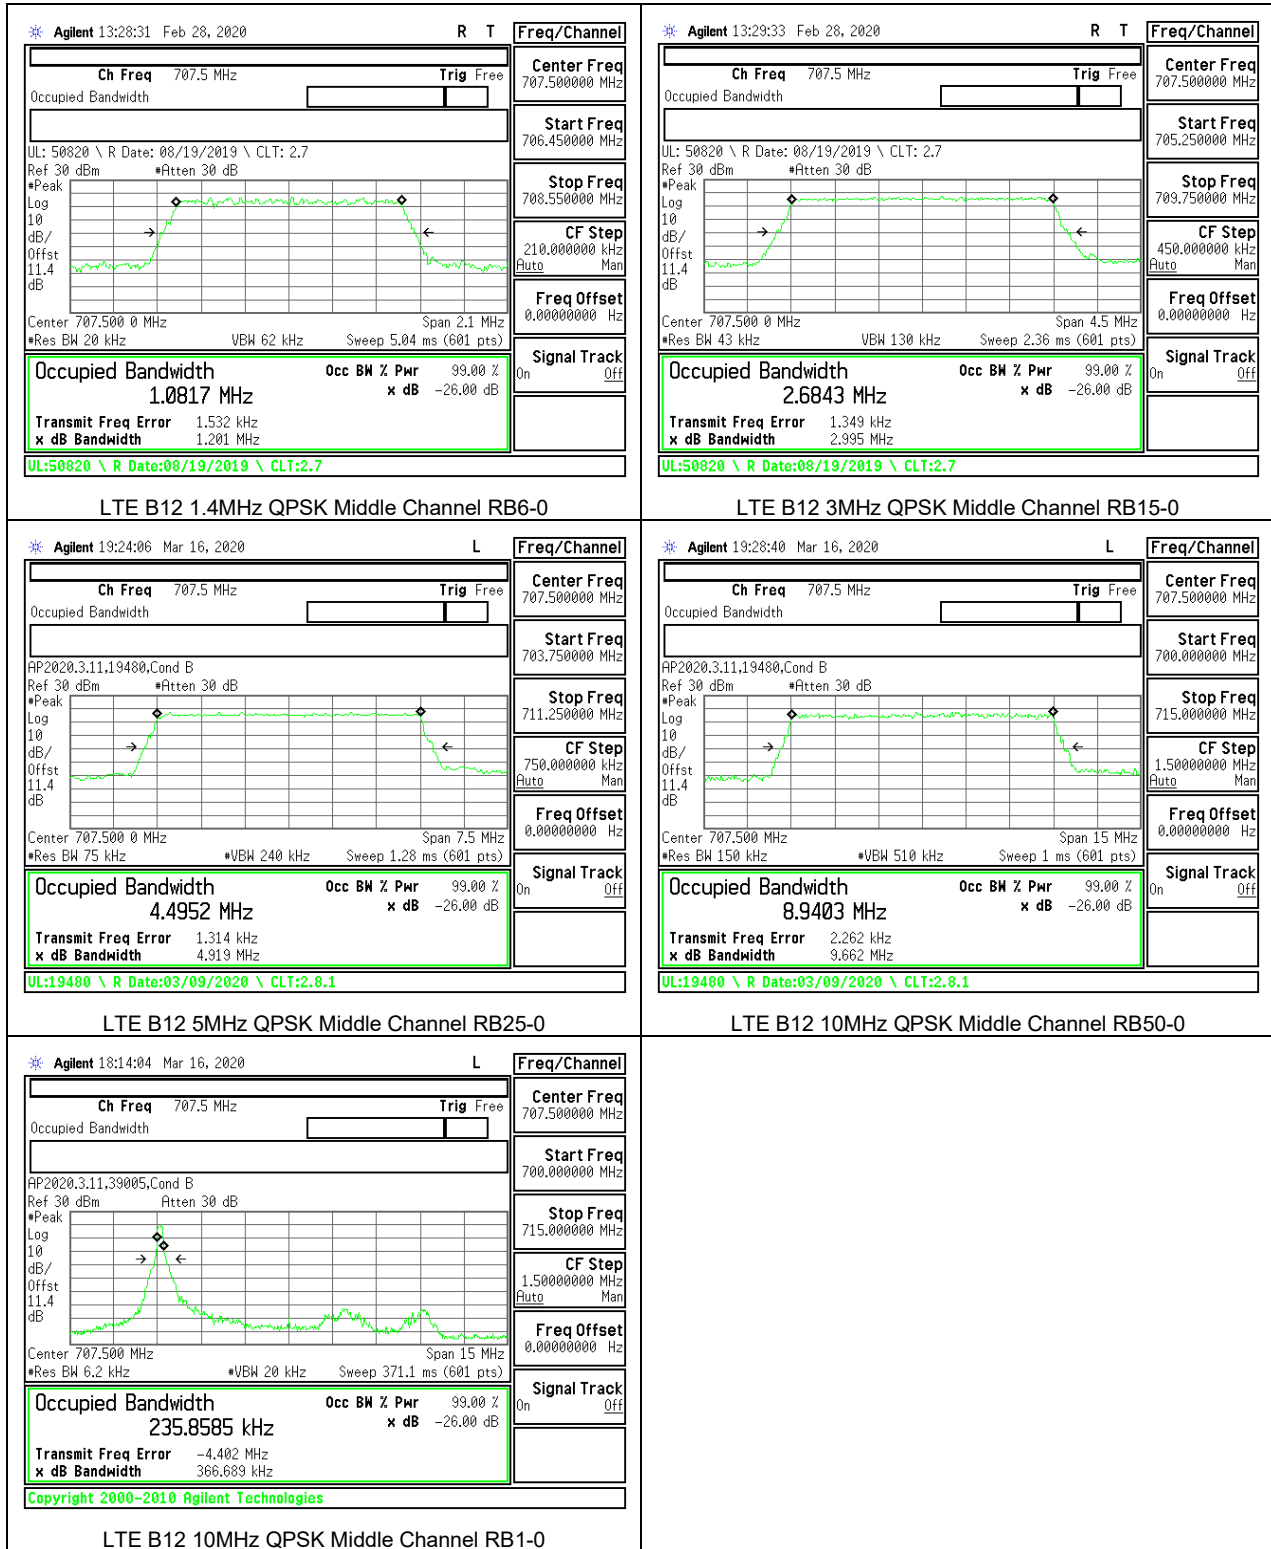 Agilent 13:28:31 Feb 28, 2020 R T Freq/Channel
Ch Freq 707.5 MHz Trig Free
Occupied Bandwidth
Center Freq
707.500000 MHz
Start Freq
706.450000 MHz
UL: 50820 \ R Date: 08/19/2019 \ CLT: 2.7
Ref 30 dBm #Atten 30 dB
#Peak
Log
10
dB/
Offst
11.4
dB
Stop Freq
708.550000 MHz
CF Step
210.000000 kHz
Auto Man
Freq Offset
0.00000000 Hz
Center 707.500 0 MHz Span 2.1 MHz
#Res BW 20 kHz VBW 62 kHz Sweep 5.04 ms (601 pts)
Signal Track
On Off
Occupied Bandwidth Occ BW % Pwr 99.00 %
1.0817 MHz x dB -26.00 dB
Transmit Freq Error 1.532 kHz
x dB Bandwidth 1.201 MHz
UL:50820 \ R Date:08/19/2019 \ CLT:2.7
LTE B12 1.4MHz QPSK Middle Channel RB6-0
Agilent 13:29:33 Feb 28, 2020 R T Freq/Channel
Ch Freq 707.5 MHz Trig Free
Occupied Bandwidth
Center Freq
707.500000 MHz
Start Freq
705.250000 MHz
UL: 50820 \ R Date: 08/19/2019 \ CLT: 2.7
Ref 30 dBm #Atten 30 dB
#Peak
Log
10
dB/
Offst
11.4
dB
Stop Freq
709.750000 MHz
CF Step
450.000000 kHz
Auto Man
Freq Offset
0.00000000 Hz
Center 707.500 0 MHz Span 4.5 MHz
#Res BW 43 kHz VBW 130 kHz Sweep 2.36 ms (601 pts)
Signal Track
On Off
Occupied Bandwidth Occ BW % Pwr 99.00 %
2.6843 MHz x dB -26.00 dB
Transmit Freq Error 1.349 kHz
x dB Bandwidth 2.995 MHz
UL:50820 \ R Date:08/19/2019 \ CLT:2.7
LTE B12 3MHz QPSK Middle Channel RB15-0
Agilent 19:24:06 Mar 16, 2020 L Freq/Channel
Ch Freq 707.5 MHz Trig Free
Occupied Bandwidth
Center Freq
707.500000 MHz
Start Freq
703.750000 MHz
AP2020.3.11,19480,Cond B
Ref 30 dBm #Atten 30 dB
#Peak
Log
10
dB/
Offst
11.4
dB
Stop Freq
711.250000 MHz
CF Step
750.000000 kHz
Auto Man
Freq Offset
0.00000000 Hz
Center 707.500 0 MHz Span 7.5 MHz
#Res BW 75 kHz #VBW 240 kHz Sweep 1.28 ms (601 pts)
Signal Track
On Off
Occupied Bandwidth Occ BW % Pwr 99.00 %
4.4952 MHz x dB -26.00 dB
Transmit Freq Error 1.314 kHz
x dB Bandwidth 4.919 MHz
UL:19480 \ R Date:03/09/2020 \ CLT:2.8.1
LTE B12 5MHz QPSK Middle Channel RB25-0
Agilent 19:28:40 Mar 16, 2020 L Freq/Channel
Ch Freq 707.5 MHz Trig Free
Occupied Bandwidth
Center Freq
707.500000 MHz
Start Freq
700.000000 MHz
AP2020.3.11,19480,Cond B
Ref 30 dBm #Atten 30 dB
#Peak
Log
10
dB/
Offst
11.4
dB
Stop Freq
715.000000 MHz
CF Step
1.50000000 MHz
Auto Man
Freq Offset
0.00000000 Hz
Center 707.500 MHz Span 15 MHz
#Res BW 150 kHz #VBW 510 kHz Sweep 1 ms (601 pts)
Signal Track
On Off
Occupied Bandwidth Occ BW % Pwr 99.00 %
8.9403 MHz x dB -26.00 dB
Transmit Freq Error 2.262 kHz
x dB Bandwidth 9.662 MHz
UL:19480 \ R Date:03/09/2020 \ CLT:2.8.1
LTE B12 10MHz QPSK Middle Channel RB50-0
Agilent 18:14:04 Mar 16, 2020 L Freq/Channel
Ch Freq 707.5 MHz Trig Free
Occupied Bandwidth
Center Freq
707.500000 MHz
Start Freq
700.000000 MHz
AP2020.3.11,39005,Cond B
Ref 30 dBm Atten 30 dB
#Peak
Log
10
dB/
Offst
11.4
dB
Stop Freq
715.000000 MHz
CF Step
1.50000000 MHz
Auto Man
Freq Offset
0.00000000 Hz
Center 707.500 MHz Span 15 MHz
#Res BW 6.2 kHz #VBW 20 kHz Sweep 371.1 ms (601 pts)
Signal Track
On Off
Occupied Bandwidth Occ BW % Pwr 99.00 %
235.8585 kHz x dB -26.00 dB
Transmit Freq Error -4.402 MHz
x dB Bandwidth 366.689 kHz
Copyright 2000-2010 Agilent Technologies
LTE B12 10MHz QPSK Middle Channel RB1-0